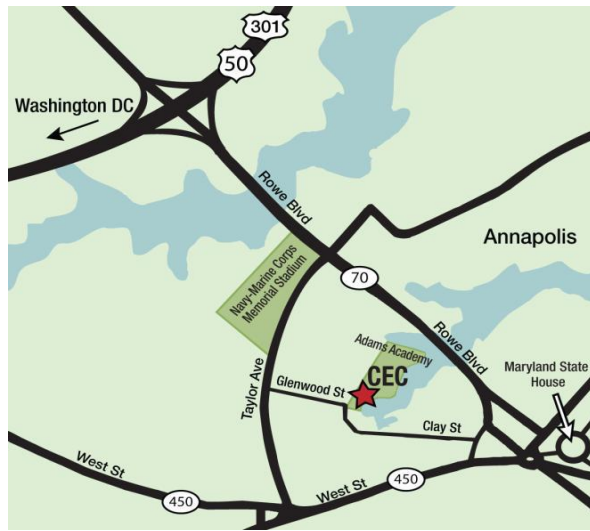 301
50
Washington DC
Rowe Blvd
Annapolis
Navy-Marine Corps
Memorial Stadium
70
Rowe Blvd
Adams Academy
Maryland State
House
CEC
Glenwood St
Taylor Ave
Clay St
West St
450
West St
450